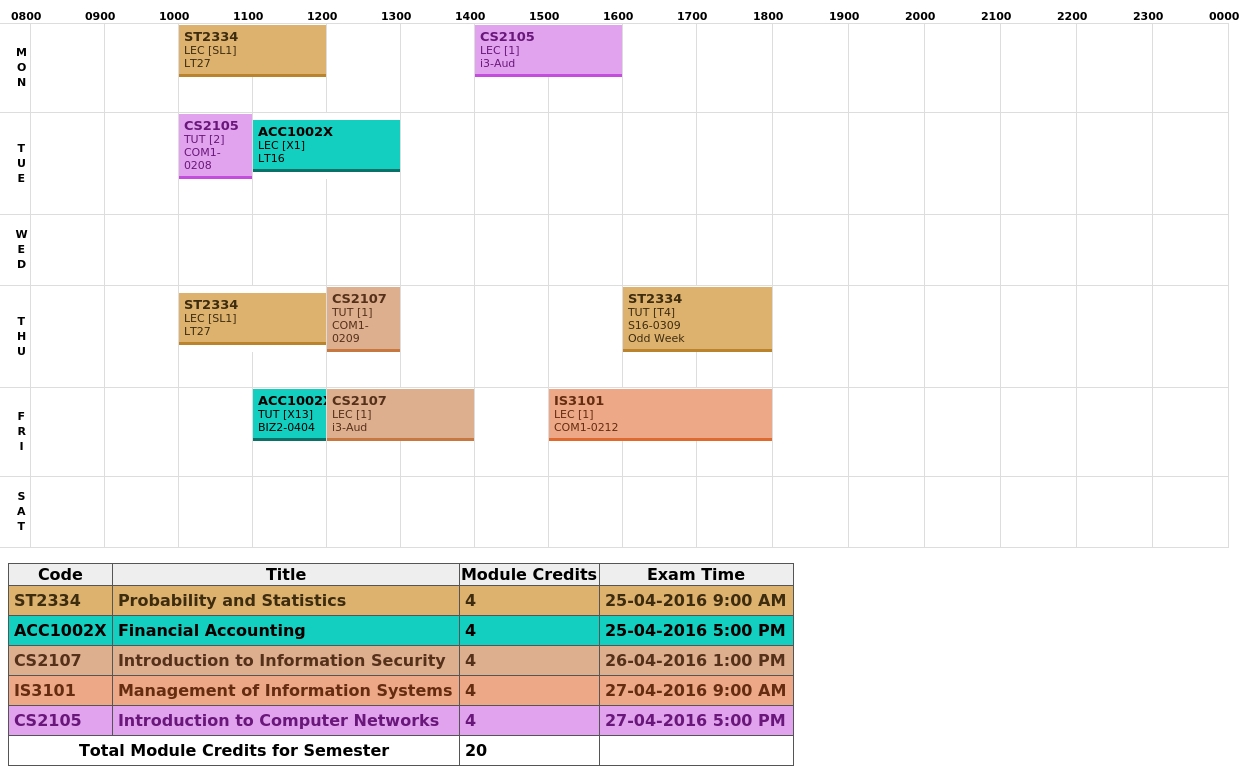 0800 0900 1000 1100 1200 1300 1400 1500 1600 1700 1800 1900 2000 2100 2200 2300 0000
M
O
N
ST2334
LEC [SL1]
LT27
CS2105
LEC [1]
i3-Aud
T
U
E
CS2105
TUT [2]
COM1-
0208
ACC1002X
LEC [X1]
LT16
W
E
D
T
H
U
ST2334
LEC [SL1]
LT27
CS2107
TUT [1]
COM1-
0209
ST2334
TUT [T4]
S16-0309
Odd Week
F
R
I
ACC1002X
TUT [X13]
BIZ2-0404
CS2107
LEC [1]
i3-Aud
IS3101
LEC [1]
COM1-0212
S
A
T
Code Title Module Credits Exam Time
ST2334 Probability and Statistics 4 25-04-2016 9:00 AM
ACC1002X Financial Accounting 4 25-04-2016 5:00 PM
CS2107 Introduction to Information Security 4 26-04-2016 1:00 PM
IS3101 Management of Information Systems 4 27-04-2016 9:00 AM
CS2105 Introduction to Computer Networks 4 27-04-2016 5:00 PM
Total Module Credits for Semester 20